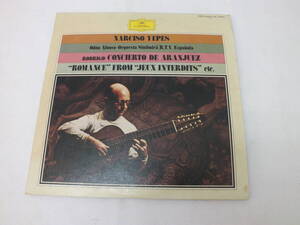 NARCISO YEPES
Odón Alonso·Orquesta Sinfónica R.T.V. Española
RODRIGO CONCIERTO DE ARANJUEZ
"ROMANCE" FROM "JEUX INTERDITS" etc.